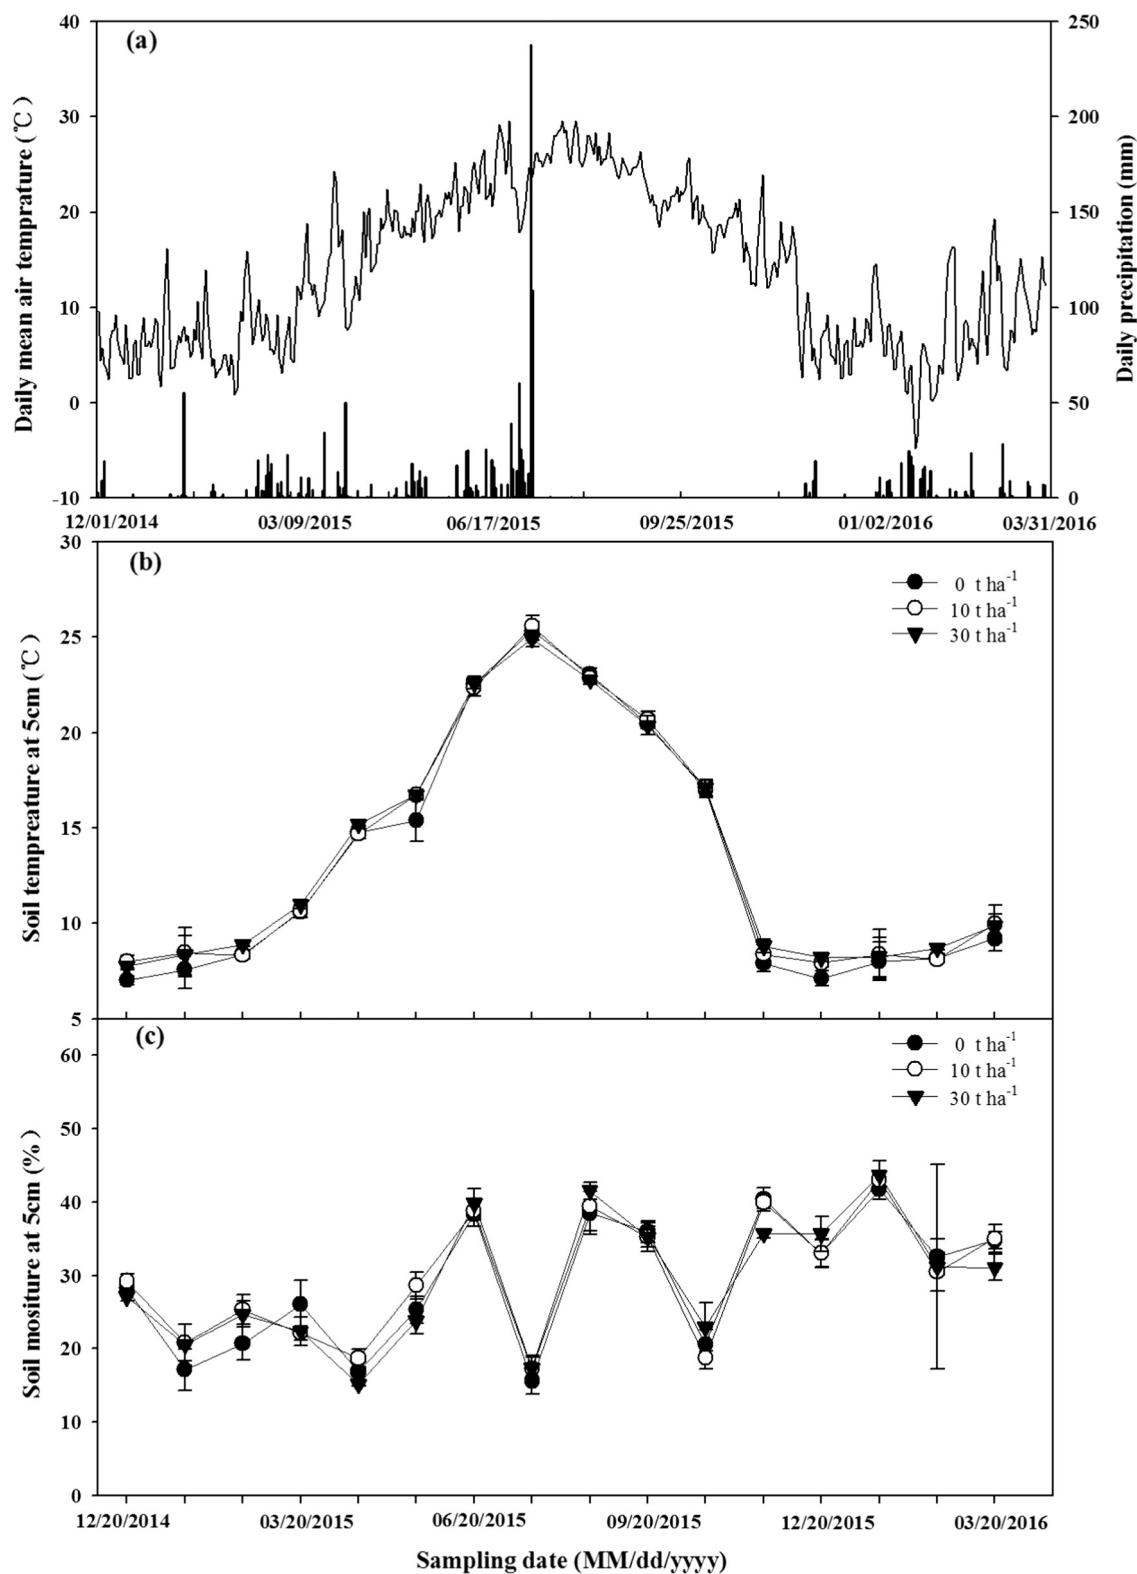 (a)
Daily mean air temprature (℃)
Daily precipitation (mm)
40
30
20
10
0
-10
250
200
150
100
50
0
12/01/2014 03/09/2015 06/17/2015 09/25/2015 01/02/2016 03/31/2016
(b)
Soil tempreature at 5cm (℃)
30
25
20
15
10
5
0 t ha-1
10 t ha-1
30 t ha-1
(c)
Soil mositure at 5cm (%)
60
50
40
30
20
10
0
0 t ha-1
10 t ha-1
30 t ha-1
12/20/2014 03/20/2015 06/20/2015 09/20/2015 12/20/2015 03/20/2016
Sampling date (MM/dd/yyyy)